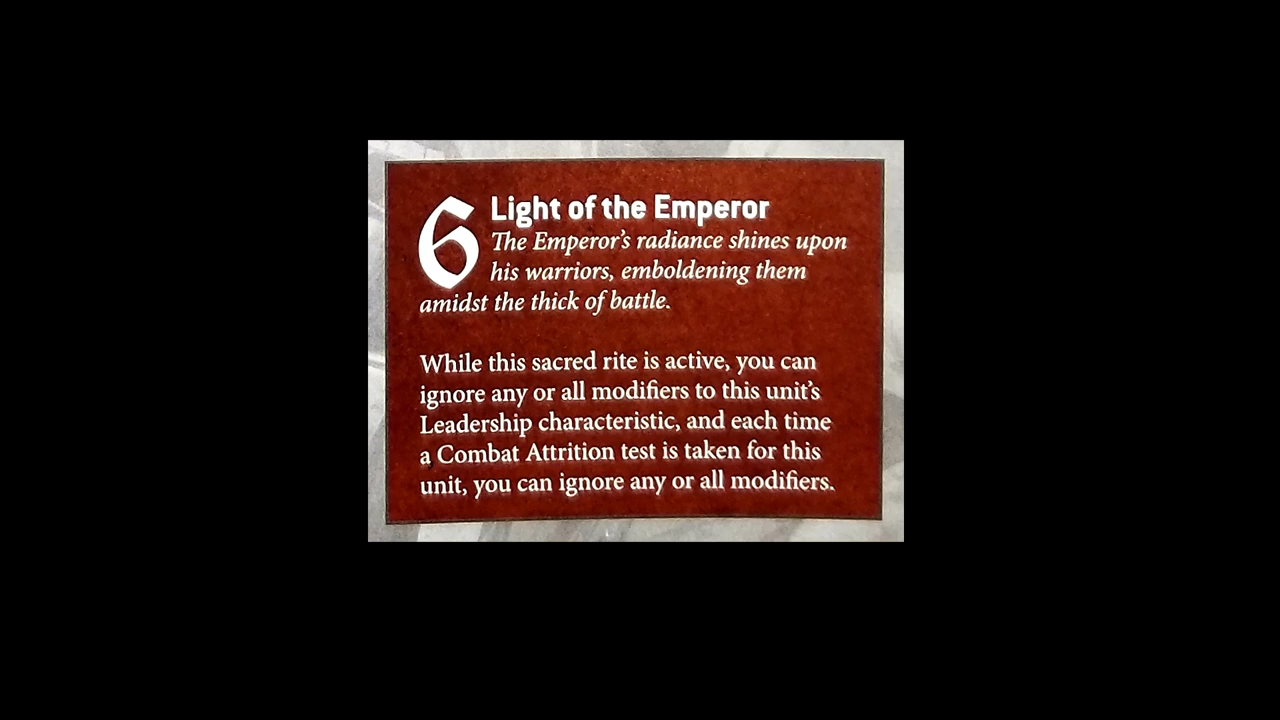 6 Light of the Emperor
The Emperor's radiance shines upon
his warriors, emboldening them
amidst the thick of battle.
While this sacred rite is active, you can
ignore any or all modifiers to this unit's
Leadership characteristic, and each time
a Combat Attrition test is taken for this
unit, you can ignore any or all modifiers.